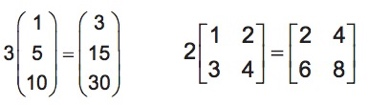 3(1 5 10) = (3 15 30)
2[1 2 3 4] = [2 4 6 8]